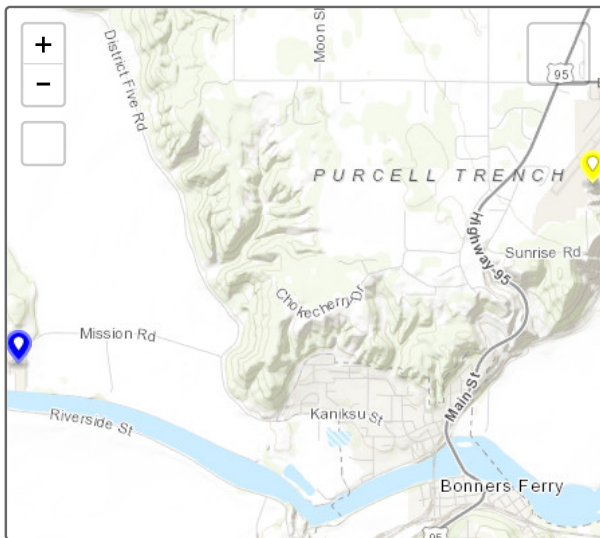 +
−
District Five Rd
Moon Sh
95
PURCELL TRENCH
Highway-95
Sunrise Rd
Chokecherry Dr
Mission Rd
Main-St
Kaniksu St
Riverside St
Bonners Ferry
95